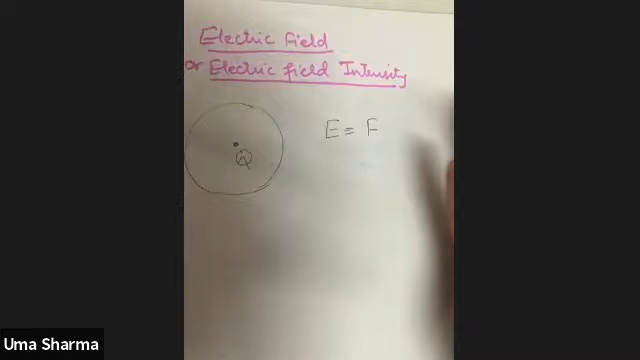 Electric Field
or Electric field Intensity
E = F
Q
Uma Sharma